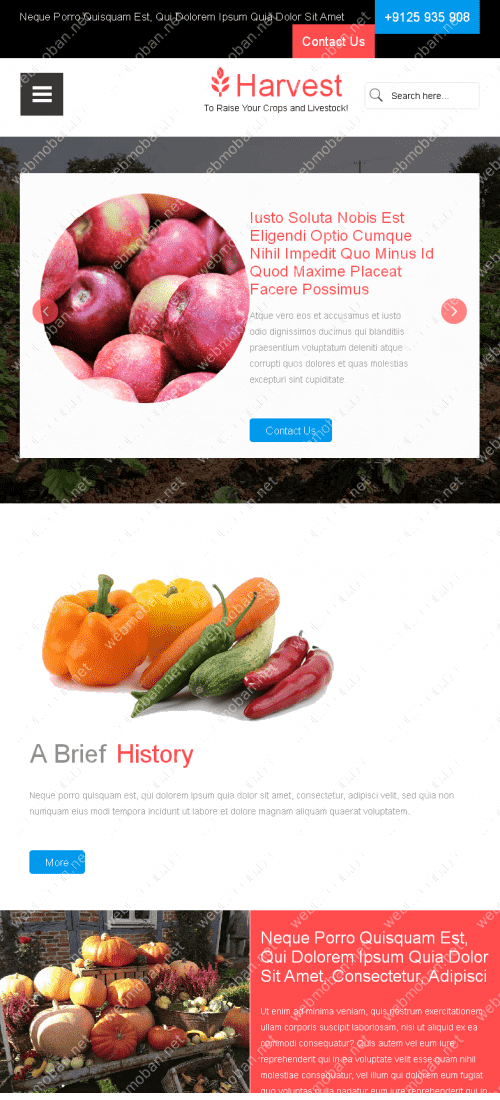 Neque Porro Quisquam Est, Qui Dolorem Ipsum Quia Dolor Sit Amet
+9125 935 908
Contact Us
Harvest
To Raise Your Crops and Livestock!
Search here...
Iusto Soluta Nobis Est
Eligendi Optio Cumque
Nihil Impedit Quo Minus Id
Quod Maxime Placeat
Facere Possimus
Atque vero eos et accusamus et iusto
odio dignissimos ducimus qui blanditiis
praesentium voluptatum deleniti atque
corrupti quos dolores et quas molestias
excepturi sint cupiditate.
Contact Us
A Brief History
Neque porro quisquam est, qui dolorem ipsum quia dolor sit amet, consectetur, adipisci velit, sed quia non
numquam eius modi tempora incidunt ut labore et dolore magnam aliquam quaerat voluptatem.
More
Neque Porro Quisquam Est,
Qui Dolorem Ipsum Quia Dolor
Sit Amet, Consectetur, Adipisci
Ut enim ad minima veniam, quis nostrum exercitationem
ullam corporis suscipit laboriosam, nisi ut aliquid ex ea
commodi consequatur? Quis autem vel eum iure
reprehenderit qui in ea voluptate velit esse quam nihil
molestiae consequatur, vel illum qui dolorem eum fugiat
quo voluptas nulla pariatur eum iure reprehenderit qui in
webmoban.net